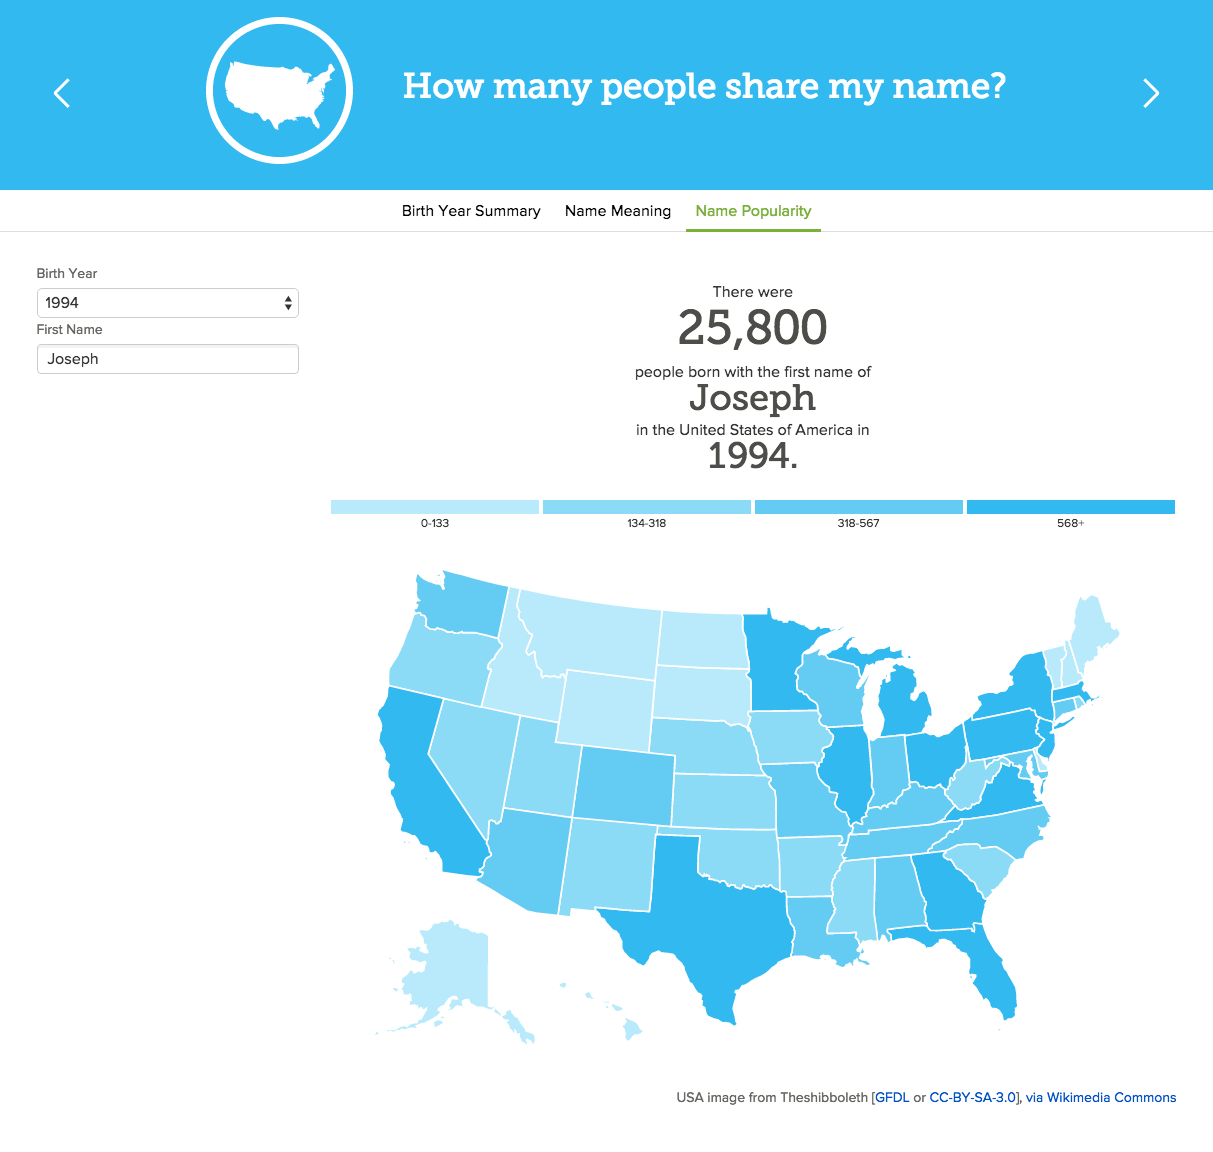 How many people share my name?
Birth Year Summary Name Meaning Name Popularity
Birth Year
1994
First Name
Joseph
There were
25,800
people born with the first name of
Joseph
in the United States of America in
1994.
0-133 134-318 318-567 568+
USA image from Theshibboleth [GFDL or CC-BY-SA-3.0], via Wikimedia Commons